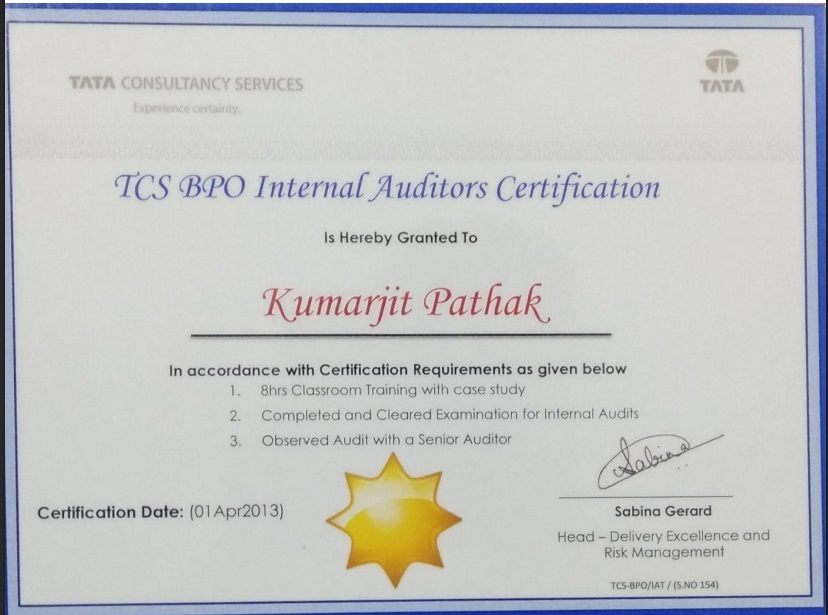 TATA CONSULTANCY SERVICES
Experience certainty.
TATA
TCS BPO Internal Auditors Certification
Is Hereby Granted To
Kumarjit Pathak
In accordance with Certification Requirements as given below
1. 8hrs Classroom Training with case study
2. Completed and Cleared Examination for Internal Audits
3. Observed Audit with a Senior Auditor
Sabina
Certification Date: (01Apr2013)
Sabina Gerard
Head – Delivery Excellence and
Risk Management
TCS-BPO/IAT / (S.NO 154)